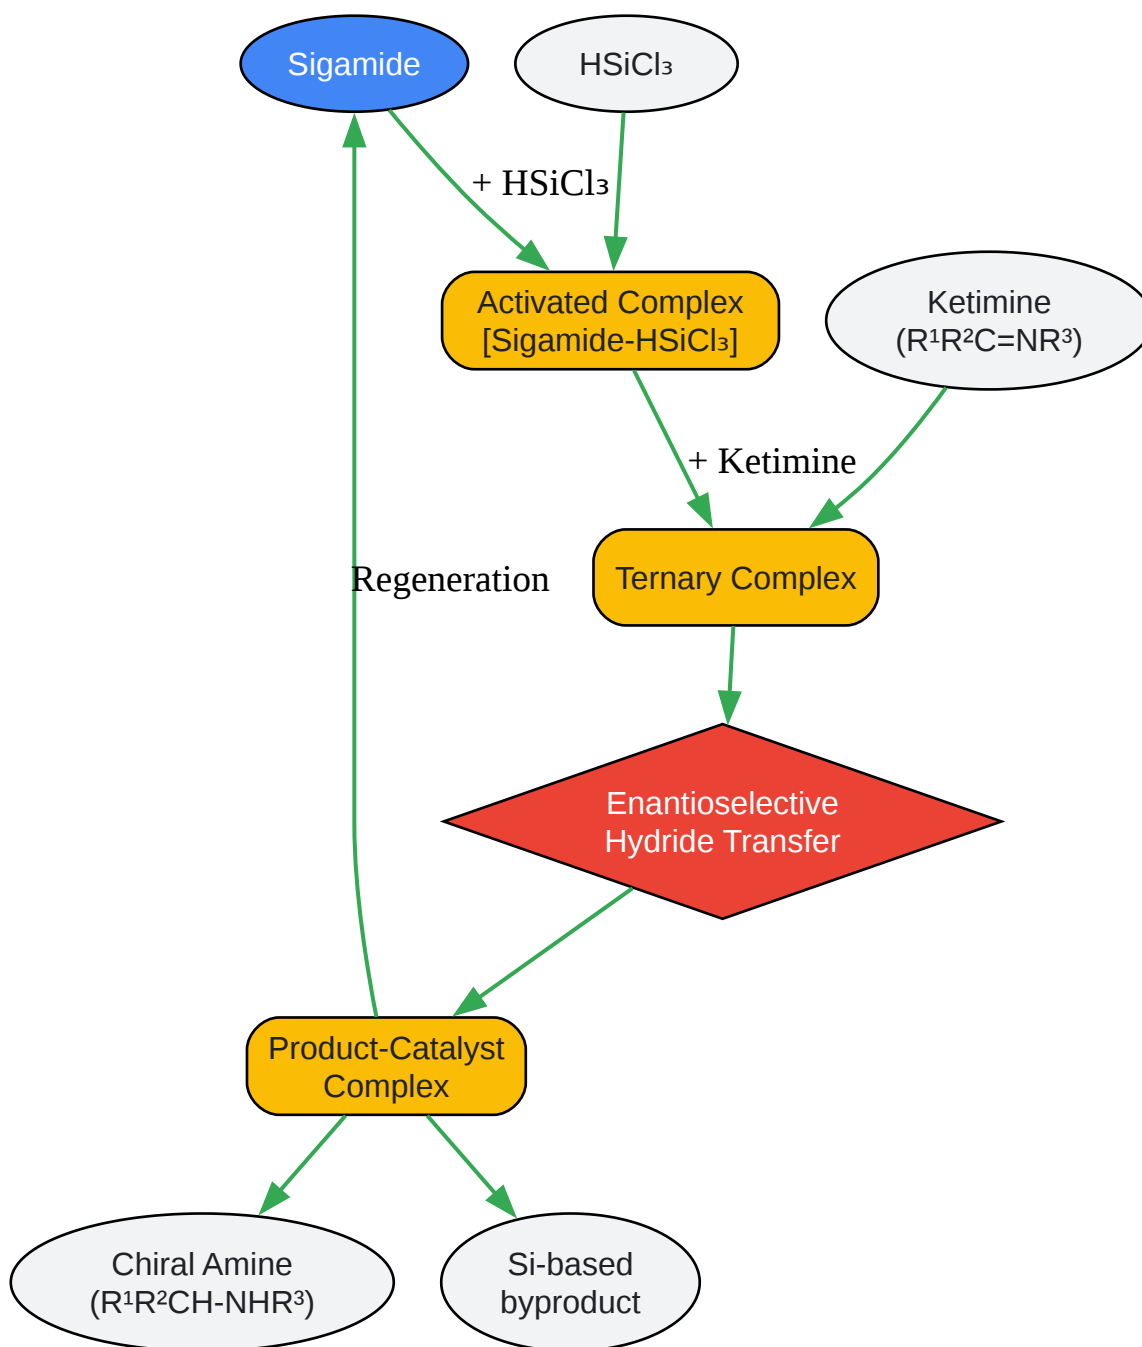 Sigamide
HSiCl₃
+ HSiCl₃
Activated Complex
[Sigamide-HSiCl₃]
Ketimine
(R¹R²C=NR³)
+ Ketimine
Regeneration
Ternary Complex
Enantioselective
Hydride Transfer
Product-Catalyst
Complex
Chiral Amine
(R¹R²CH-NHR³)
Si-based
byproduct